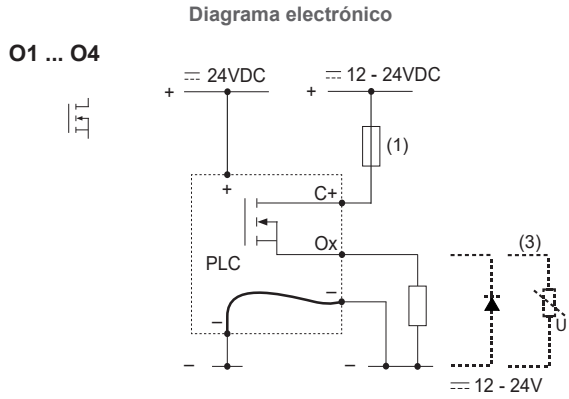 Diagrama electrónico
O1 ... O4
24VDC
12 - 24VDC
+
+
(1)
+
C+
Ox
PLC
(3)
–
–
U
–
–
12 - 24V